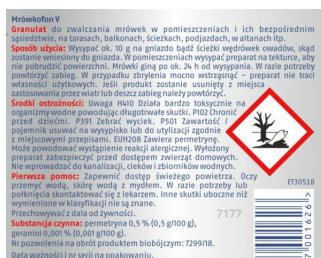 Mrówkofon V
Granulat do zwalczania mrówek w pomieszczeniach i ich bezpośrednim
sąsiedztwie, na tarasach, balkonach, ścieżkach, podjazdach, w altanach itp.
Sposób użycia: Wysypać ok. 10 g na gniazdo bądź ścieżki wędrówek owadów, skąd
zostanie wniesiony do gniazda. W pomieszczeniach wysypać preparat na tekturce, aby
nie pobrudzić powierzchni. Mrówki giną po ok. 24 h od wysypania. W razie potrzeby
powtórzyć zabieg. W przypadku zbrylenia mocno wstrząsnąć – preparat nie traci
własności użytkowych. Jeśli produkt zostanie usunięty z miejsca
zastosowania przez wiatr lub deszcz zabieg należy powtórzyć.
Środki ostrożności: Uwaga H410 Działa bardzo toksycznie na
organizmy wodne powodując długotrwałe skutki. P102 Chronić
przed dziećmi. P391 Zebrać wyciek. P501 Zawartość /
pojemnik usuwać na wysypisko lub do utylizacji zgodnie
z miejscowymi przepisami. EUH208 Zawiera permetrynę.
Może powodować wystąpienie reakcji alergicznej. Wyłożony
preparat zabezpieczyć przed dostępem zwierząt domowych.
Nie wprowadzać do kanalizacji, cieków i zbiorników wodnych.
Pierwsza pomoc: Zapewnić dostęp świeżego powietrza. Oczy
przemyć wodą, skórę wodą z mydłem. W razie potrzeby lub
połknięcia skontaktować się z lekarzem. Inne skutki uboczne niż
wymienione w klasyfikacji nie są znane.
Przechowywać z dala od żywności.
Substancja czynna: permetryna 0,5 % (0,5 g/100 g),
geraniol 0,001 % (0,001 g/100 g).
Nr pozwolenia na obrót produktem biobójczym: 7299/18.
Data ważności i nr serii na opakowaniu.
7177
ET30518
001626